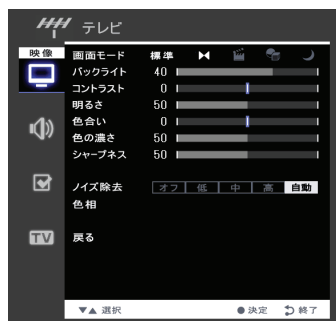 テレビ
映像
画面モード 標準
バックライト 40
コントラスト 0
明るさ 50
色合い 0
色の濃さ 50
シャープネス 50
ノイズ除去 オフ 低 中 高 自動
色相
TV 戻る
▼▲ 選択 ●決定 終了